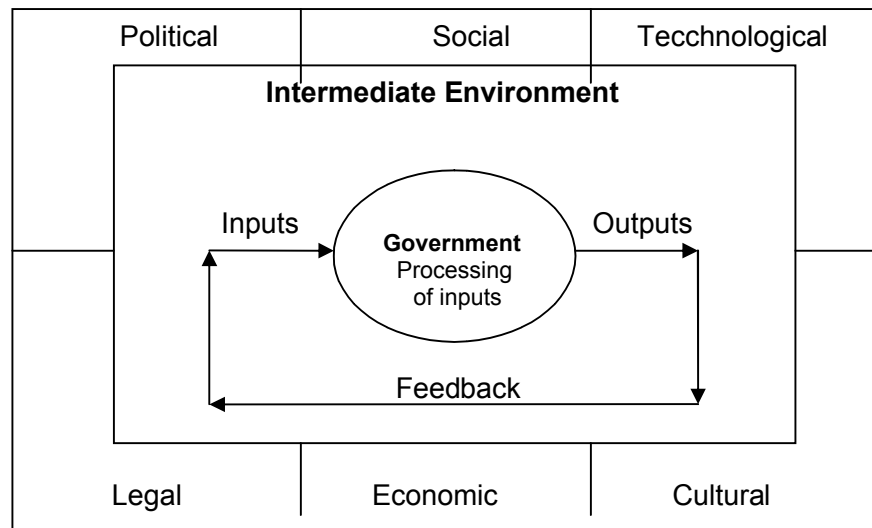 Political Social Tecchnological
Intermediate Environment
Inputs Outputs
Government
Processing
of inputs
Feedback
Legal Economic Cultural